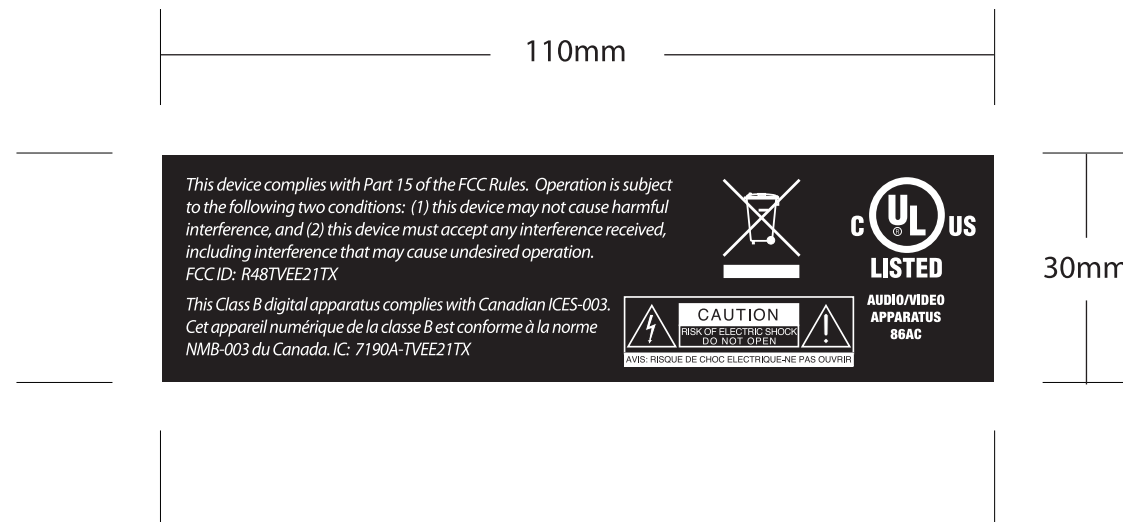 110mm
This device complies with Part 15 of the FCC Rules. Operation is subject
to the following two conditions: (1) this device may not cause harmful
interference, and (2) this device must accept any interference received,
including interference that may cause undesired operation.
FCC ID: R48TVEE21TX
This Class B digital apparatus complies with Canadian ICES-003.
Cet appareil numérique de la classe B est conforme à la norme
NMB-003 du Canada. IC: 7190A-TVEE21TX
CAUTION
RISK OF ELECTRIC SHOCK
DO NOT OPEN
AVIS: RISQUE DE CHOC ELECTRIQUE-NE PAS OUVRIR
C UL ® US
LISTED
AUDIO/VIDEO
APPARATUS
86AC
30mm